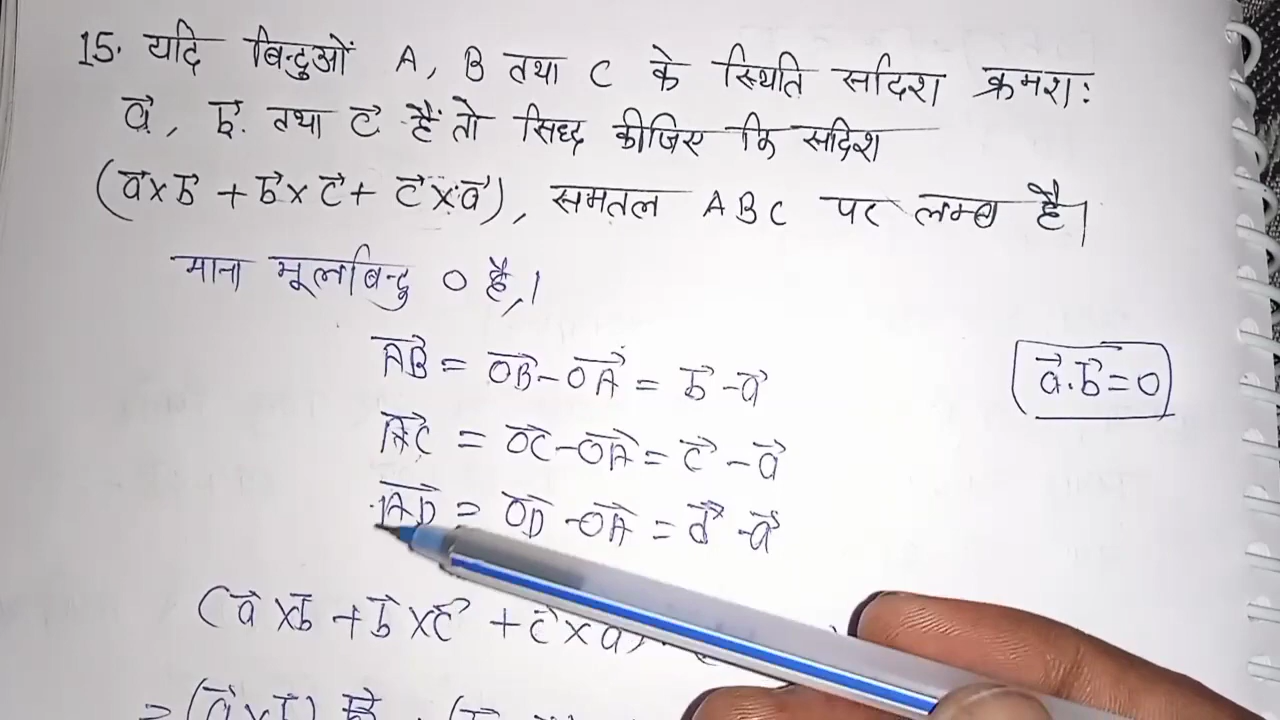 15. यदि बिन्दुओं A, B तथा C के स्थिति सदिश क्रमशः
a⃗, b⃗. तथा c⃗ हैं तो सिध्द कीजिए कि सदिश
(a⃗×b⃗ + b⃗×c⃗ + c⃗×a⃗), समतल ABC पर लम्ब है।
माना मूलबिन्दु O है,।
AB⃗ = OB⃗ - OA⃗ = b⃗ - a⃗
a⃗.b⃗ = 0
AC⃗ = OC⃗ - OA⃗ = c⃗ - a⃗
AD⃗ = OD⃗ - OA⃗ = d⃗ - a⃗
(a⃗×b⃗ + b⃗×c⃗ + c⃗×a⃗)
= (a⃗×b⃗)